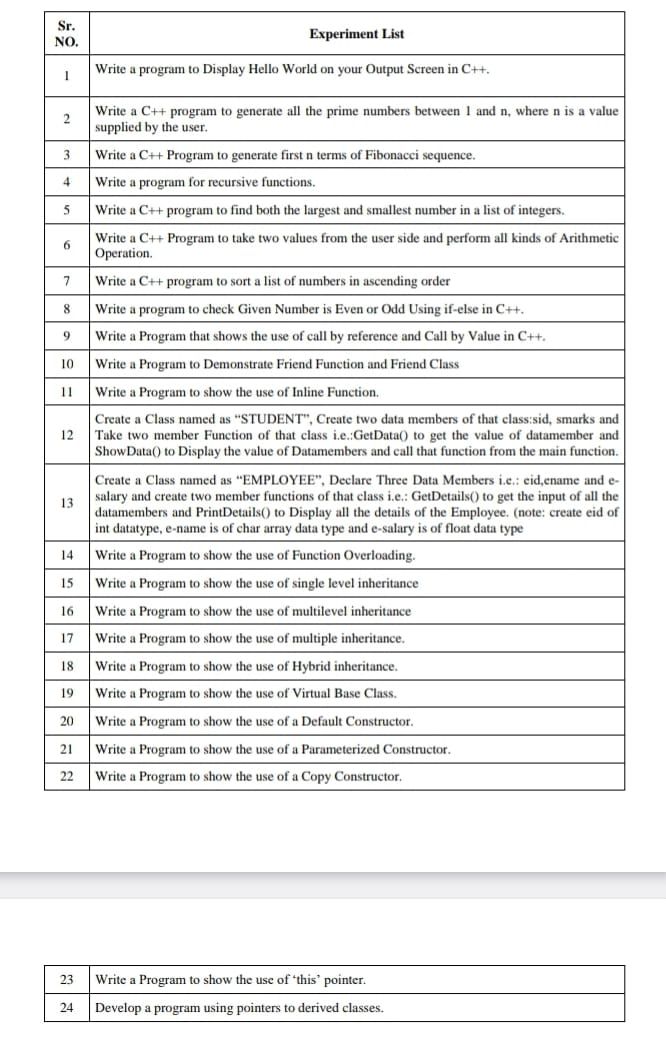 Sr.
NO.
Experiment List
1
Write a program to Display Hello World on your Output Screen in C++.
2
Write a C++ program to generate all the prime numbers between 1 and n, where n is a value
supplied by the user.
3
Write a C++ Program to generate first n terms of Fibonacci sequence.
4
Write a program for recursive functions.
5
Write a C++ program to find both the largest and smallest number in a list of integers.
6
Write a C++ Program to take two values from the user side and perform all kinds of Arithmetic
Operation.
7
Write a C++ program to sort a list of numbers in ascending order
8
Write a program to check Given Number is Even or Odd Using if-else in C++.
9
Write a Program that shows the use of call by reference and Call by Value in C++.
10
Write a Program to Demonstrate Friend Function and Friend Class
11
Write a Program to show the use of Inline Function.
12
Create a Class named as “STUDENT”, Create two data members of that class:sid, smarks and
Take two member Function of that class i.e.:GetData() to get the value of datamember and
ShowData() to Display the value of Datamembers and call that function from the main function.
13
Create a Class named as “EMPLOYEE”, Declare Three Data Members i.e.: eid,ename and e-
salary and create two member functions of that class i.e.: GetDetails() to get the input of all the
datamembers and PrintDetails() to Display all the details of the Employee. (note: create eid of
int datatype, e-name is of char array data type and e-salary is of float data type
14
Write a Program to show the use of Function Overloading.
15
Write a Program to show the use of single level inheritance
16
Write a Program to show the use of multilevel inheritance
17
Write a Program to show the use of multiple inheritance.
18
Write a Program to show the use of Hybrid inheritance.
19
Write a Program to show the use of Virtual Base Class.
20
Write a Program to show the use of a Default Constructor.
21
Write a Program to show the use of a Parameterized Constructor.
22
Write a Program to show the use of a Copy Constructor.
23
Write a Program to show the use of ‘this’ pointer.
24
Develop a program using pointers to derived classes.